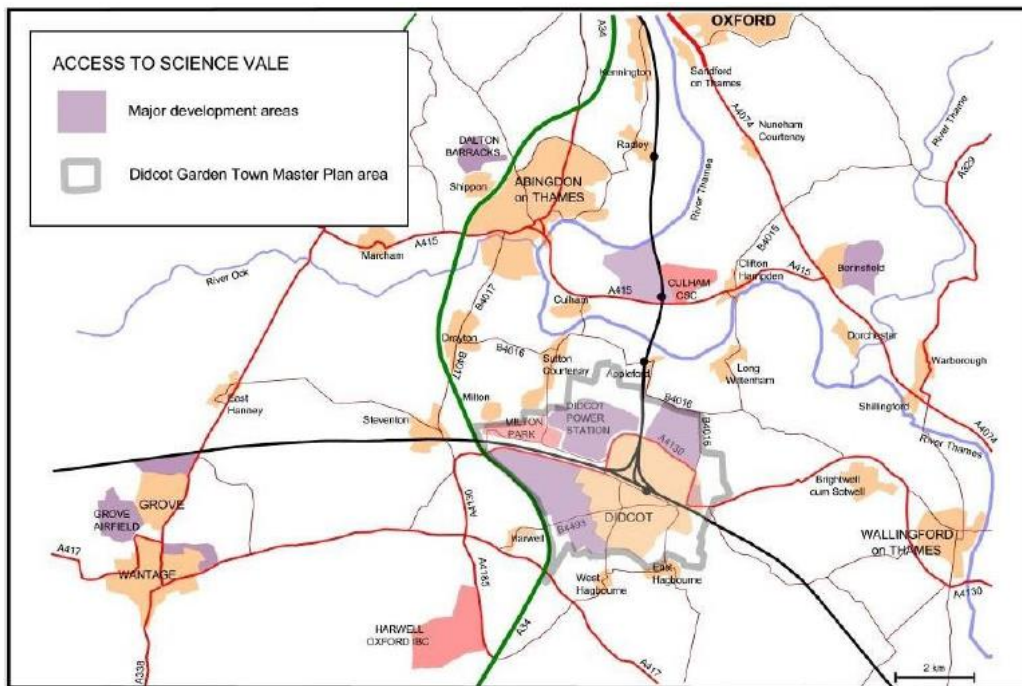 OXFORD
A34
ACCESS TO SCIENCE VALE
Major development areas
Didcot Garden Town Master Plan area
Kennington
Sandford
on Thames
A4074
Nuneham
Courtenay
River Thame
A329
DALTON
BARRACKS
Radley
Shippon
ABINGDON
on THAMES
River Thames
Marcham
A415
River Ock
B4015
Clifton
Hampden
A415
Berinsfield
CULHAM
CSC
A415
B4017
Culham
Drayton
B4016
Sutton
Courtenay
Appleford
Long
Wittenham
Dorchester
Warborough
B4017
East
Hanney
Milton
Steventon
MILTON
PARK
DIDCOT
POWER
STATION
B4016
B4016
A4130
Shillingford
A4074
River Thames
GROVE
GROVE
AIRFIELD
A4130
Brightwell
cum Sotwell
DIDCOT
B4493
Harwell
WALLINGFORD
on THAMES
A417
WANTAGE
A4185
West
Hagbourne
East
Hagbourne
A4130
HARWELL
OXFORD IBC
A34
A417
A338
2 km